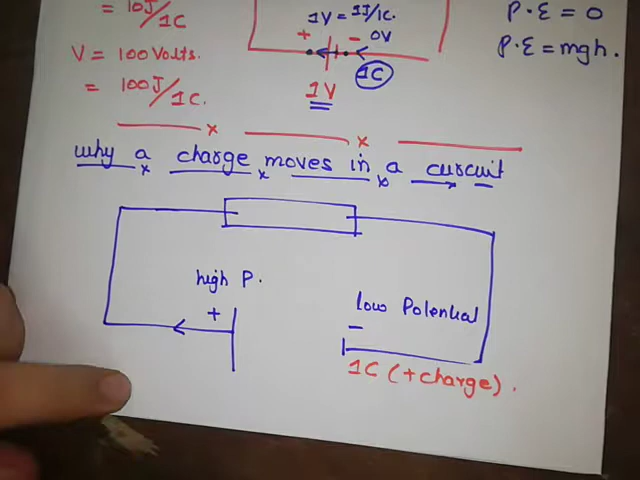 = 10J/1C
V = 100 Volts.
= 100J/1C.
1V = 1J/1C.
+ − 0V
1C
1V
P.E = 0
P.E = mgh.
why a charge moves in a curcuit
high P.
+
low Potential
−
1C (+charge).